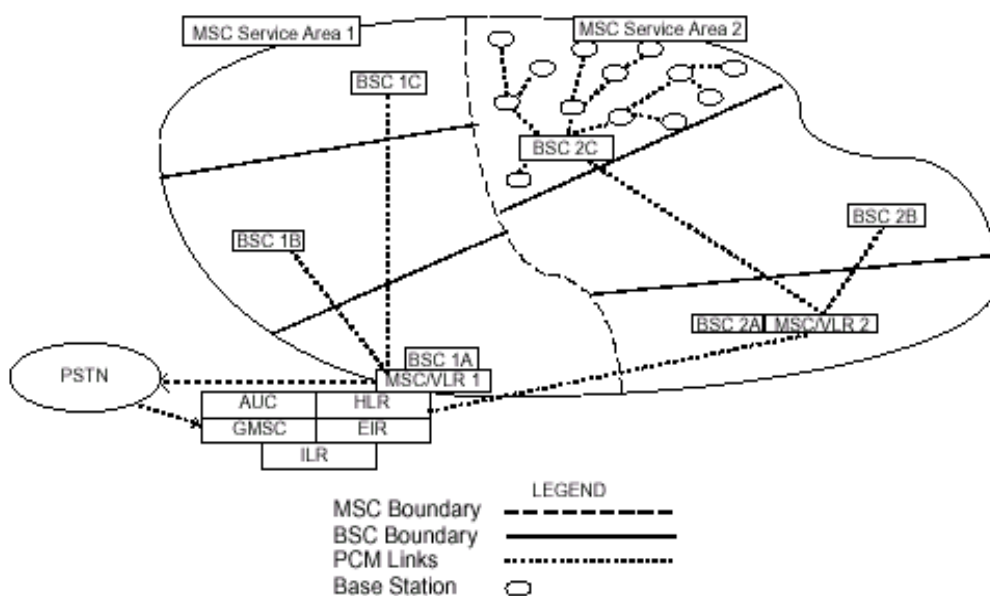 MSC Service Area 1
MSC Service Area 2
BSC 1C
BSC 2C
BSC 1B
BSC 2B
BSC 2A
MSC/VLR 2
BSC 1A
MSC/VLR 1
PSTN
AUC
HLR
GMSC
EIR
ILR
LEGEND
MSC Boundary
BSC Boundary
PCM Links
Base Station